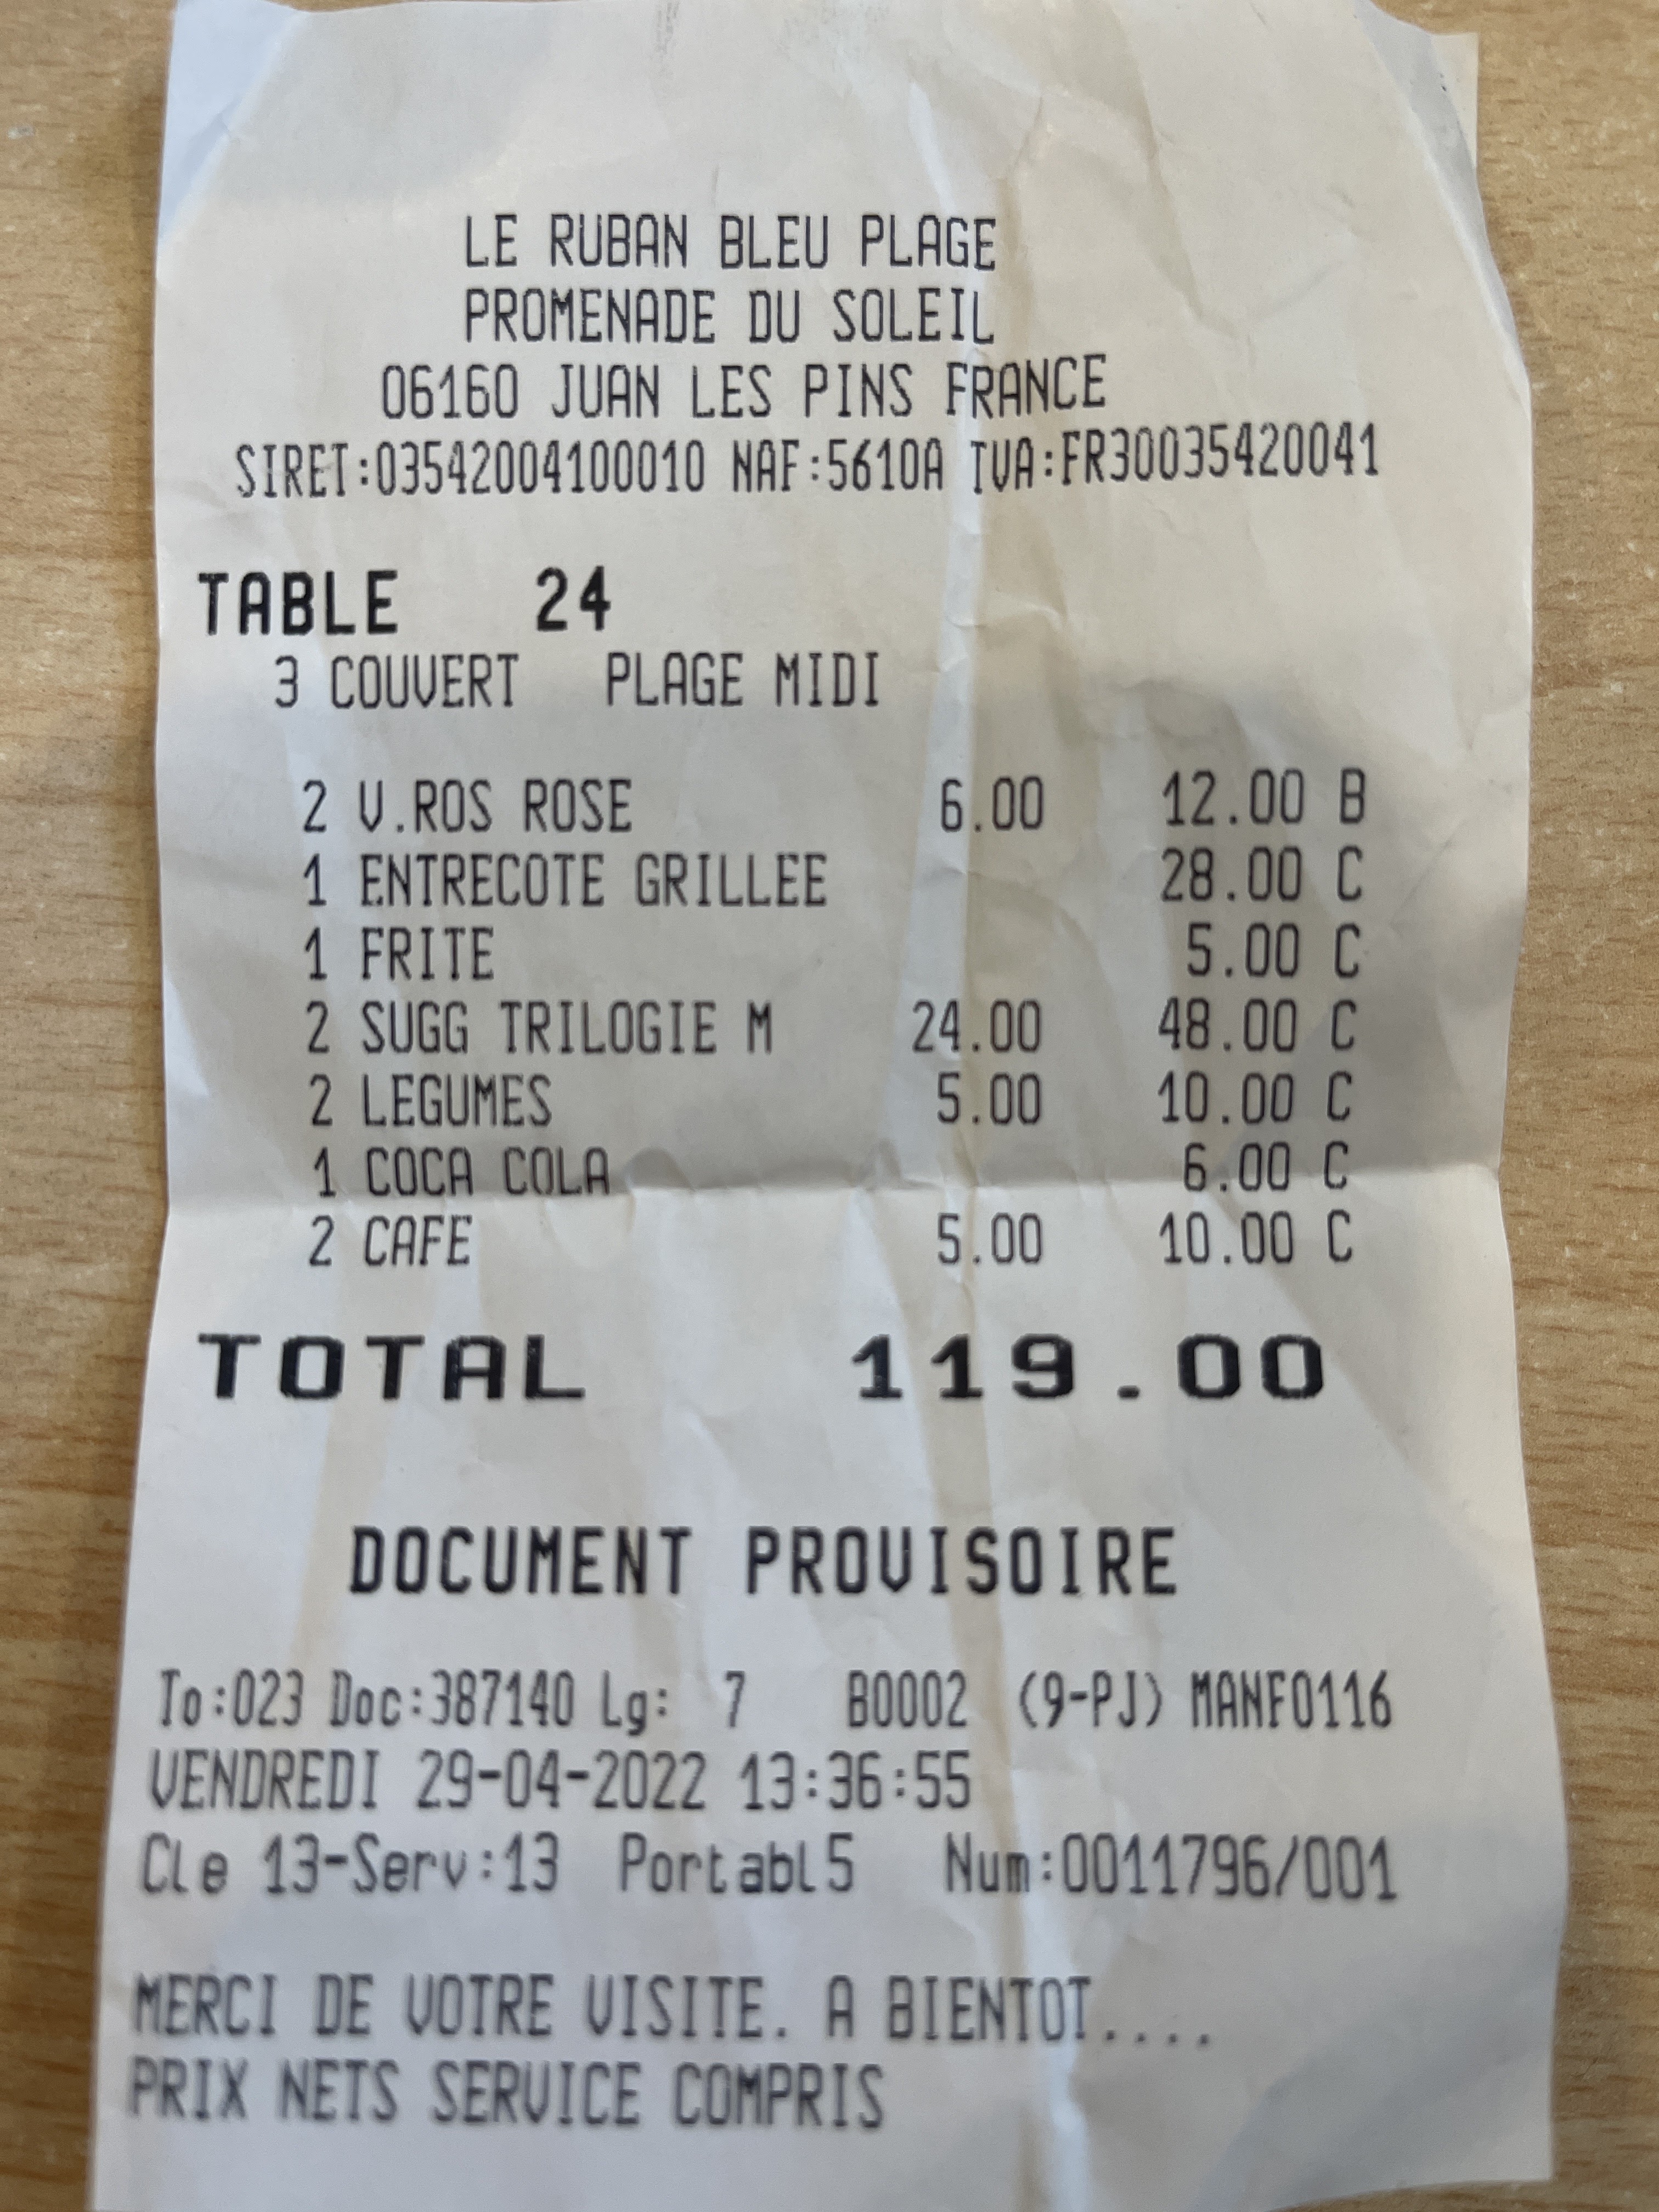 LE RUBAN BLEU PLAGE
PROMENADE DU SOLEIL
06160 JUAN LES PINS FRANCE
SIRET:03542004100010 NAF:5610A TVA:FR30035420041
TABLE 24
3 COUVERT PLAGE MIDI
2 V.ROS ROSE 6.00 12.00 B
1 ENTRECOTE GRILLEE 28.00 C
1 FRITE 5.00 C
2 SUGG TRILOGIE M 24.00 48.00 C
2 LEGUMES 5.00 10.00 C
1 COCA COLA 6.00 C
2 CAFE 5.00 10.00 C
TOTAL 119.00
DOCUMENT PROVISOIRE
To:023 Doc:387140 Lg: 7 B0002 (9-PJ) MANF0116
VENDREDI 29-04-2022 13:36:55
Cle 13-Serv:13 Portabl5 Num:0011796/001
MERCI DE VOTRE VISITE. A BIENTOT....
PRIX NETS SERVICE COMPRIS